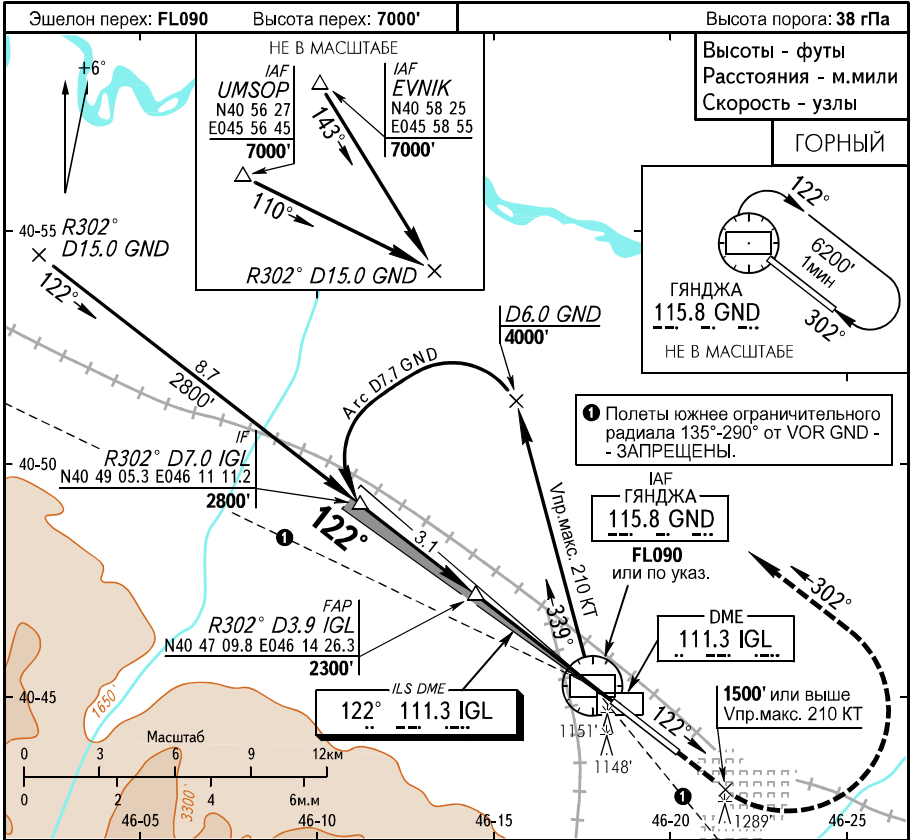 Эшелон перех: FL090 Высота перех: 7000' Высота порога: 38 гПа
Высоты - футы
Расстояния - м.мили
Скорость - узлы
ГОРНЫЙ
+6°
НЕ В МАСШТАБЕ
IAF
UMSOP
N40 56 27
E045 56 45
7000'
IAF
EVNIK
N40 58 25
E045 58 55
7000'
143°
110°
R302° D15.0 GND
122°
6200'
1мин
302°
ГЯНДЖА
115.8 GND
НЕ В МАСШТАБЕ
40-55
R302°
D15.0 GND
122°
8.7
2800'
D6.0 GND
4000'
Arc D7.7 GND
❶ Полеты южнее ограничительного
радиала 135°-290° от VOR GND -
- ЗАПРЕЩЕНЫ.
40-50
IF
R302° D7.0 IGL
N40 49 05.3 E046 11 11.2
2800'
❶
122°
3.1
Vпр.макс. 210 КТ
339°
IAF
ГЯНДЖА
115.8 GND
FL090
или по указ.
302°
FAP
R302° D3.9 IGL
N40 47 09.8 E046 14 26.3
2300'
DME
111.3 IGL
ILS DME
122° 111.3 IGL
40-45
1650'
122°
1500' или выше
Vпр.макс. 210 КТ
1151'
1148'
1289'
❶
Масштаб
0 3 6 9 12км
0 2 4 6м.м
3300'
46-05 46-10 46-15 46-20 46-25